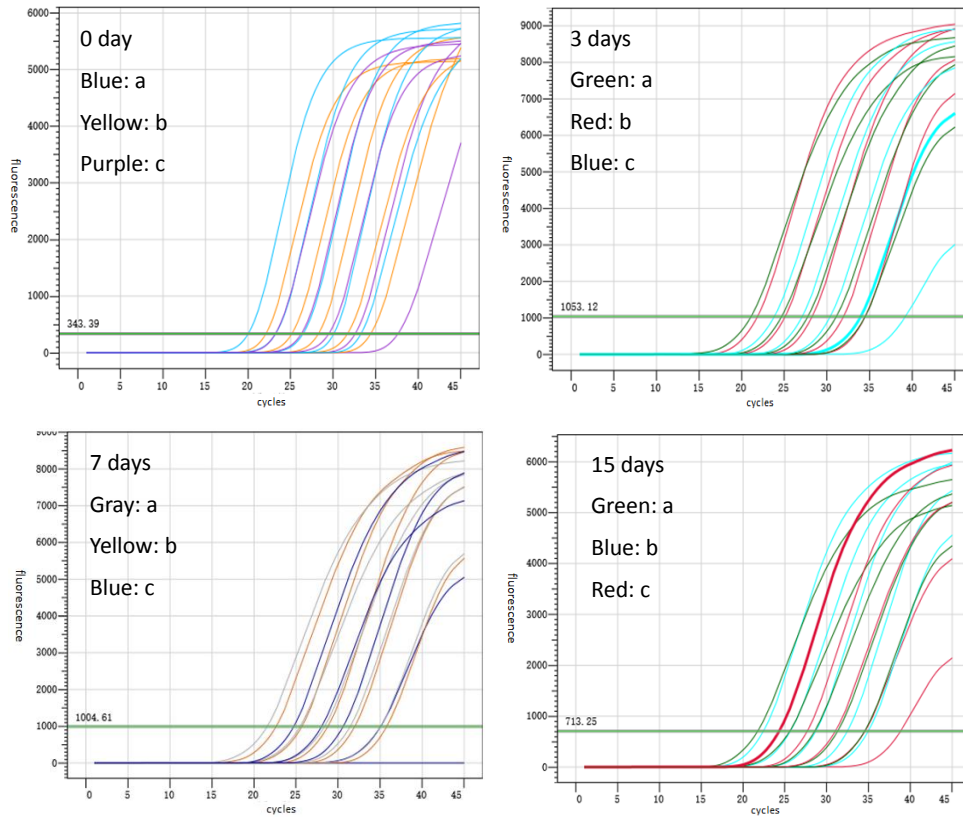 6000
5000
4000
3000
2000
1000
0
fluorescence
0 day
Blue: a
Yellow: b
Purple: c
343.39
0 5 10 15 20 25 30 35 40 45
cycles
9000
8000
7000
6000
5000
4000
3000
2000
1000
0
fluorescence
3 days
Green: a
Red: b
Blue: c
1053.12
0 5 10 15 20 25 30 35 40 45
cycles
9000
8000
7000
6000
5000
4000
3000
2000
1000
0
fluorescence
7 days
Gray: a
Yellow: b
Blue: c
1004.61
0 5 10 15 20 25 30 35 40 45
cycles
6000
5000
4000
3000
2000
1000
0
fluorescence
15 days
Green: a
Blue: b
Red: c
713.25
0 5 10 15 20 25 30 35 40 45
cycles